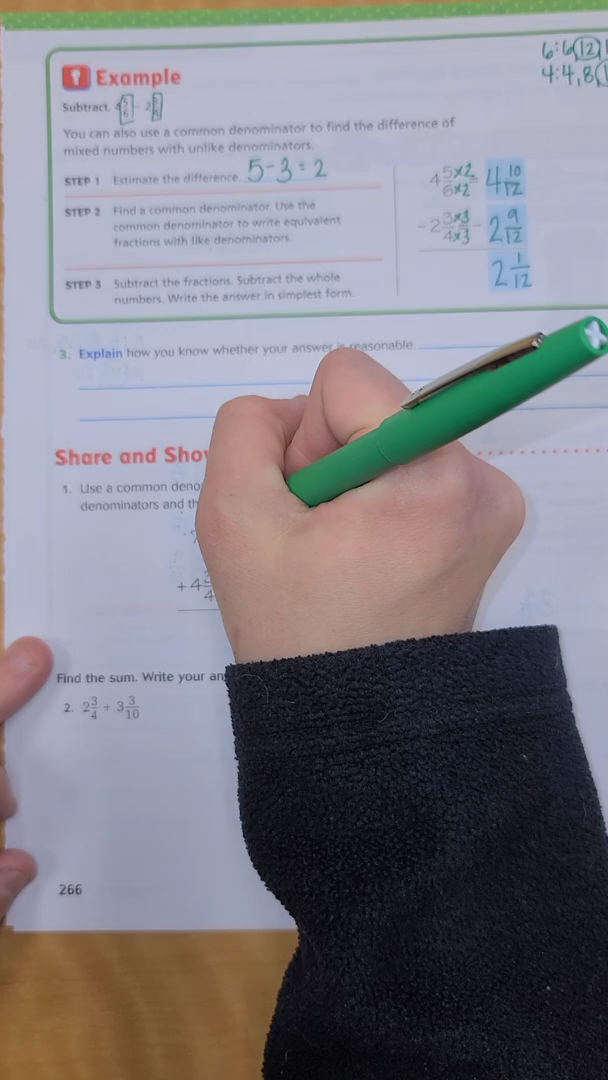 6:6,12
4:4,8
Example
Subtract. 4 5/6 - 2 3/4
You can also use a common denominator to find the difference of
mixed numbers with unlike denominators.
STEP 1 Estimate the difference. 5-3=2
4 5×2/6×2 = 4 10/12
STEP 2 Find a common denominator. Use the
common denominator to write equivalent
fractions with like denominators.
-2 3×3/4×3 = 2 9/12
2 1/12
STEP 3 Subtract the fractions. Subtract the whole
numbers. Write the answer in simplest form.
3. Explain how you know whether your answer is reasonable.
Share and Sho
1. Use a common deno
denominators and th
+4
Find the sum. Write your an
2. 2 3/4 + 3 3/10
266